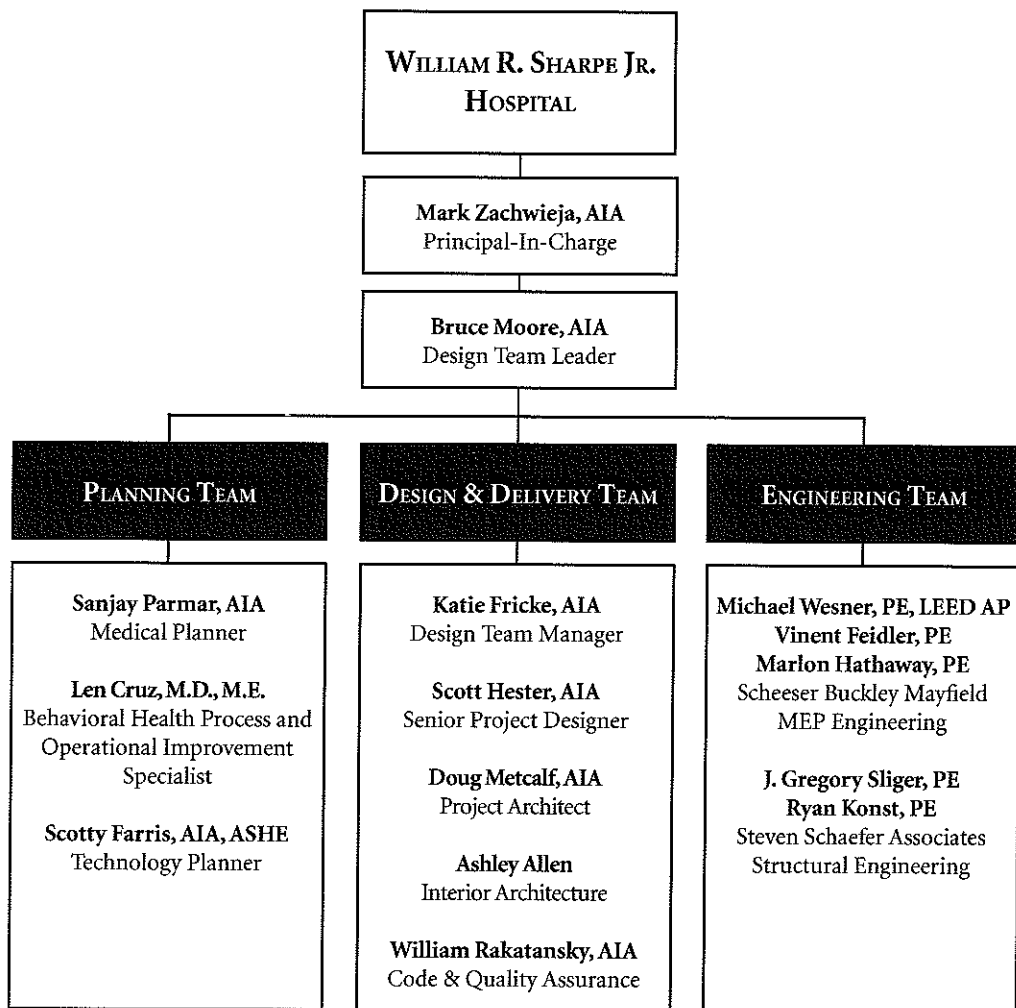 WILLIAM R. SHARPE JR.
HOSPITAL
Mark Zachwieja, AIA
Principal-In-Charge
Bruce Moore, AIA
Design Team Leader
PLANNING TEAM
Sanjay Parmar, AIA
Medical Planner
Len Cruz, M.D., M.E.
Behavioral Health Process and
Operational Improvement
Specialist
Scotty Farris, AIA, ASHE
Technology Planner
DESIGN & DELIVERY TEAM
Katie Fricke, AIA
Design Team Manager
Scott Hester, AIA
Senior Project Designer
Doug Metcalf, AIA
Project Architect
Ashley Allen
Interior Architecture
William Rakatansky, AIA
Code & Quality Assurance
ENGINEERING TEAM
Michael Wesner, PE, LEED AP
Vinent Feidler, PE
Marlon Hathaway, PE
Scheeser Buckley Mayfield
MEP Engineering
J. Gregory Sliger, PE
Ryan Konst, PE
Steven Schaefer Associates
Structural Engineering